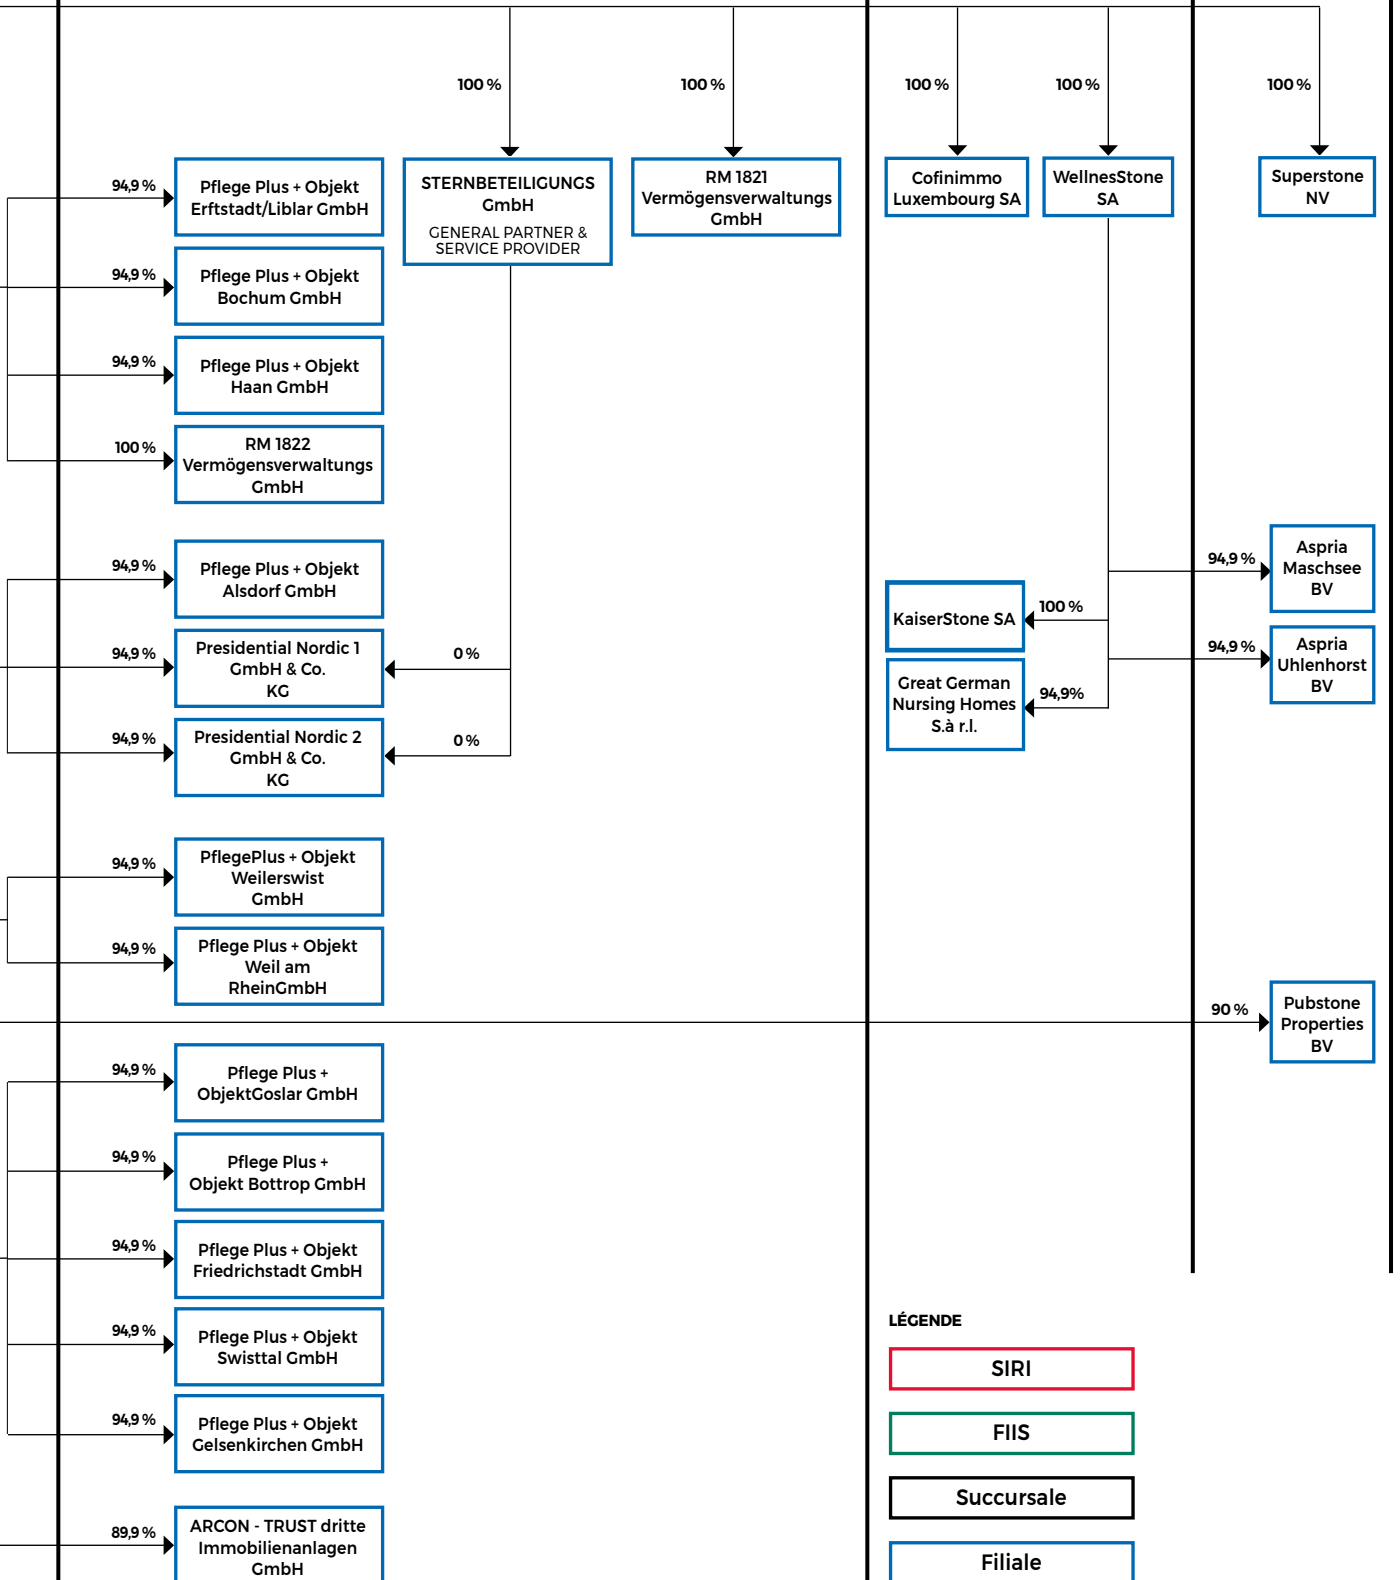 100 %
100 %
100 %
100 %
100 %
94,9 %
Pflege Plus + Objekt
Erftstadt/Liblar GmbH
STERNBETEILIGUNGS
GmbH
GENERAL PARTNER &
SERVICE PROVIDER
RM 1821
Vermögensverwaltungs
GmbH
Cofinimmo
Luxembourg SA
WellnesStone
SA
Superstone
NV
94,9 %
Pflege Plus + Objekt
Bochum GmbH
94,9 %
Pflege Plus + Objekt
Haan GmbH
100 %
RM 1822
Vermögensverwaltungs
GmbH
94,9 %
Pflege Plus + Objekt
Alsdorf GmbH
94,9 %
Aspria
Maschsee
BV
KaiserStone SA
100 %
94,9 %
Presidential Nordic 1
GmbH & Co.
KG
0 %
94,9 %
Aspria
Uhlenhorst
BV
Great German
Nursing Homes
S.à r.l.
94,9%
94,9 %
Presidential Nordic 2
GmbH & Co.
KG
0 %
94,9 %
PflegePlus + Objekt
Weilerswist
GmbH
94,9 %
Pflege Plus + Objekt
Weil am
RheinGmbH
90 %
Pubstone
Properties
BV
94,9 %
Pflege Plus +
ObjektGoslar GmbH
94,9 %
Pflege Plus +
Objekt Bottrop GmbH
94,9 %
Pflege Plus + Objekt
Friedrichstadt GmbH
94,9 %
Pflege Plus + Objekt
Swisttal GmbH
94,9 %
Pflege Plus + Objekt
Gelsenkirchen GmbH
89,9 %
ARCON - TRUST dritte
Immobilienanlagen
GmbH
LÉGENDE
SIRI
FIIS
Succursale
Filiale